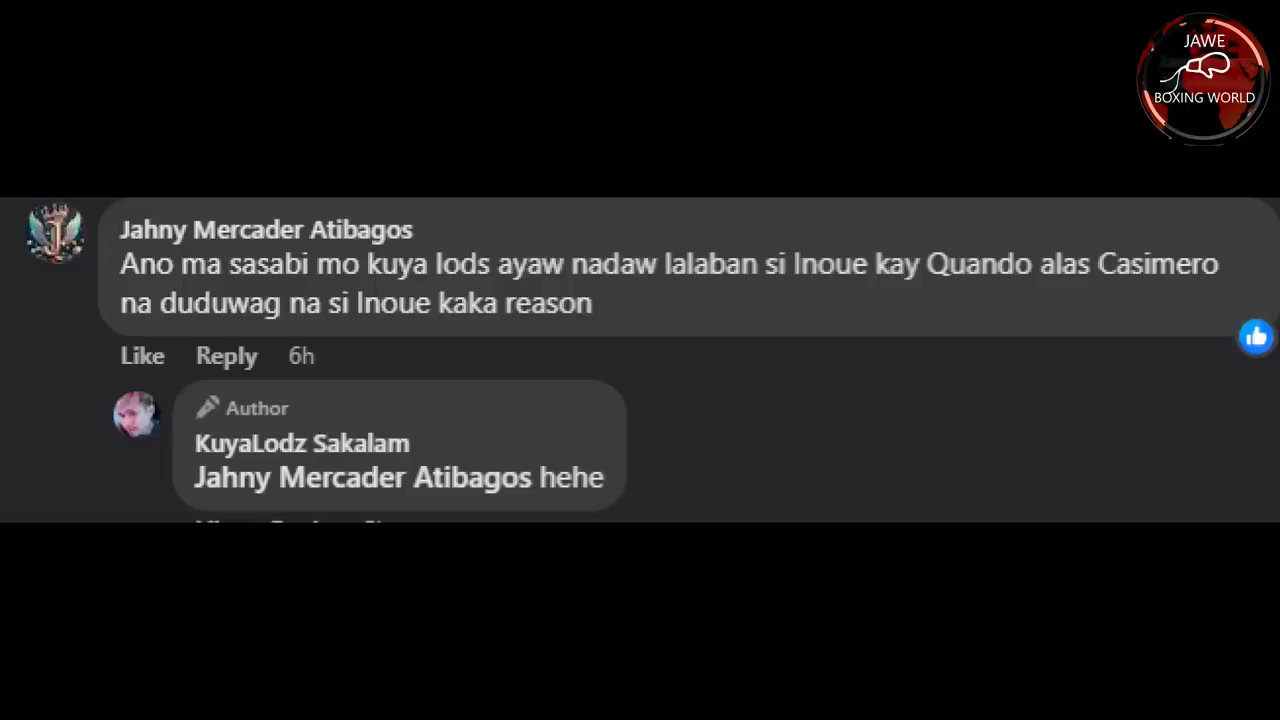 JAWE
BOXING WORLD
Jahny Mercader Atibagos
Ano ma sasabi mo kuya lods ayaw nadaw lalaban si Inoue kay Quando alas Casimero
na duduwag na si Inoue kaka reason
Like Reply 6h
Author
KuyaLodz Sakalam
Jahny Mercader Atibagos hehe